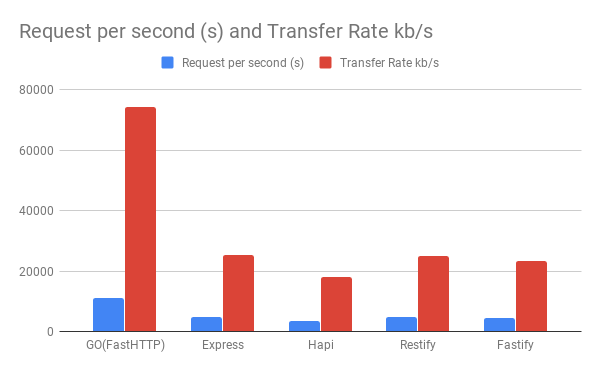 Request per second (s) and Transfer Rate kb/s
Request per second (s) Transfer Rate kb/s
80000
60000
40000
20000
0
GO(FastHTTP) Express Hapi Restify Fastify